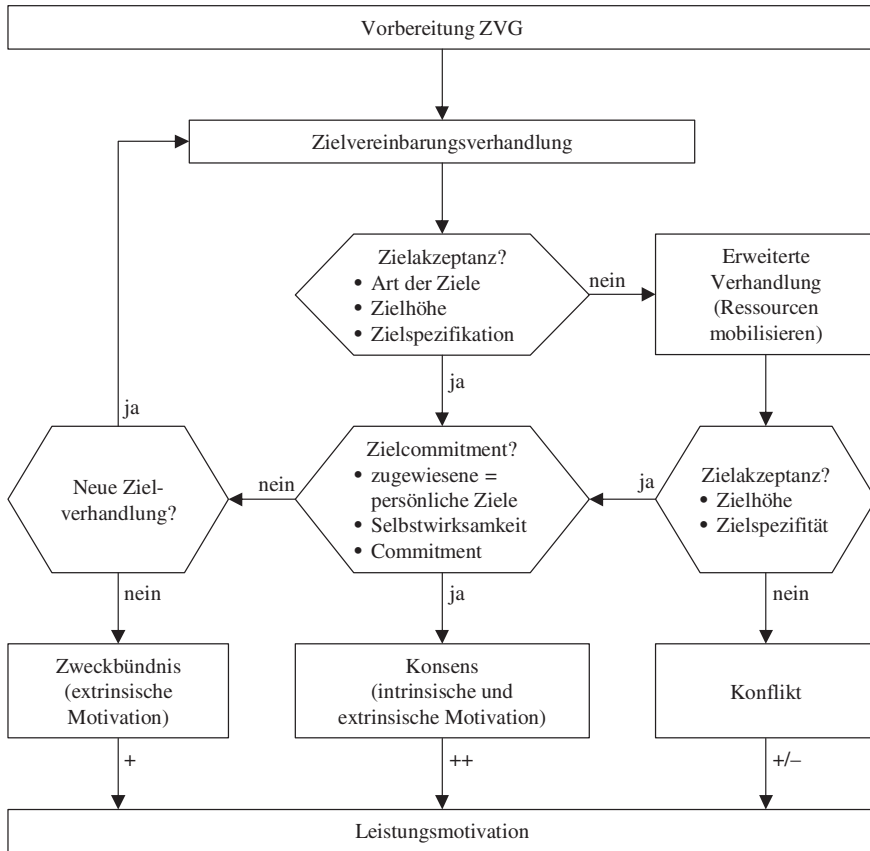 Vorbereitung ZVG
Zielvereinbarungsverhandlung
Zielakzeptanz?
• Art der Ziele
• Zielhöhe
• Zielspezifikation
nein
Erweiterte
Verhandlung
(Ressourcen
mobilisieren)
ja
ja
Neue Ziel-
verhandlung?
nein
Zielcommitment?
• zugewiesene =
persönliche Ziele
• Selbstwirksamkeit
• Commitment
ja
Zielakzeptanz?
• Zielhöhe
• Zielspezifität
nein
ja
nein
Zweckbündnis
(extrinsische
Motivation)
Konsens
(intrinsische und
extrinsische Motivation)
Konflikt
+
++
+/–
Leistungsmotivation